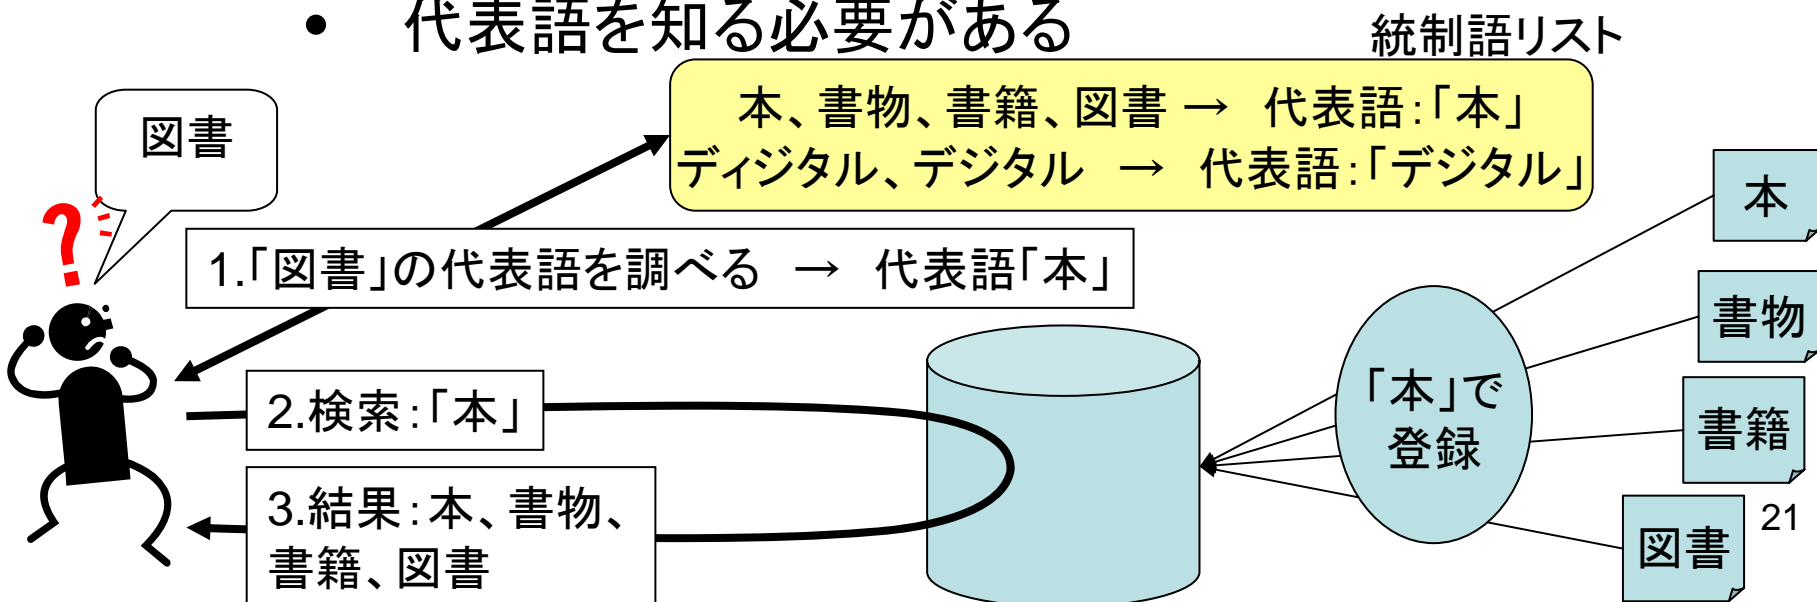 • 代表語を知る必要がある
統制語リスト
本、書物、書籍、図書 → 代表語:「本」
ディジタル、デジタル → 代表語:「デジタル」
図書
?
1.「図書」の代表語を調べる → 代表語「本」
2.検索:「本」
3.結果:本、書物、
書籍、図書
「本」で
登録
本
書物
書籍
図書
21